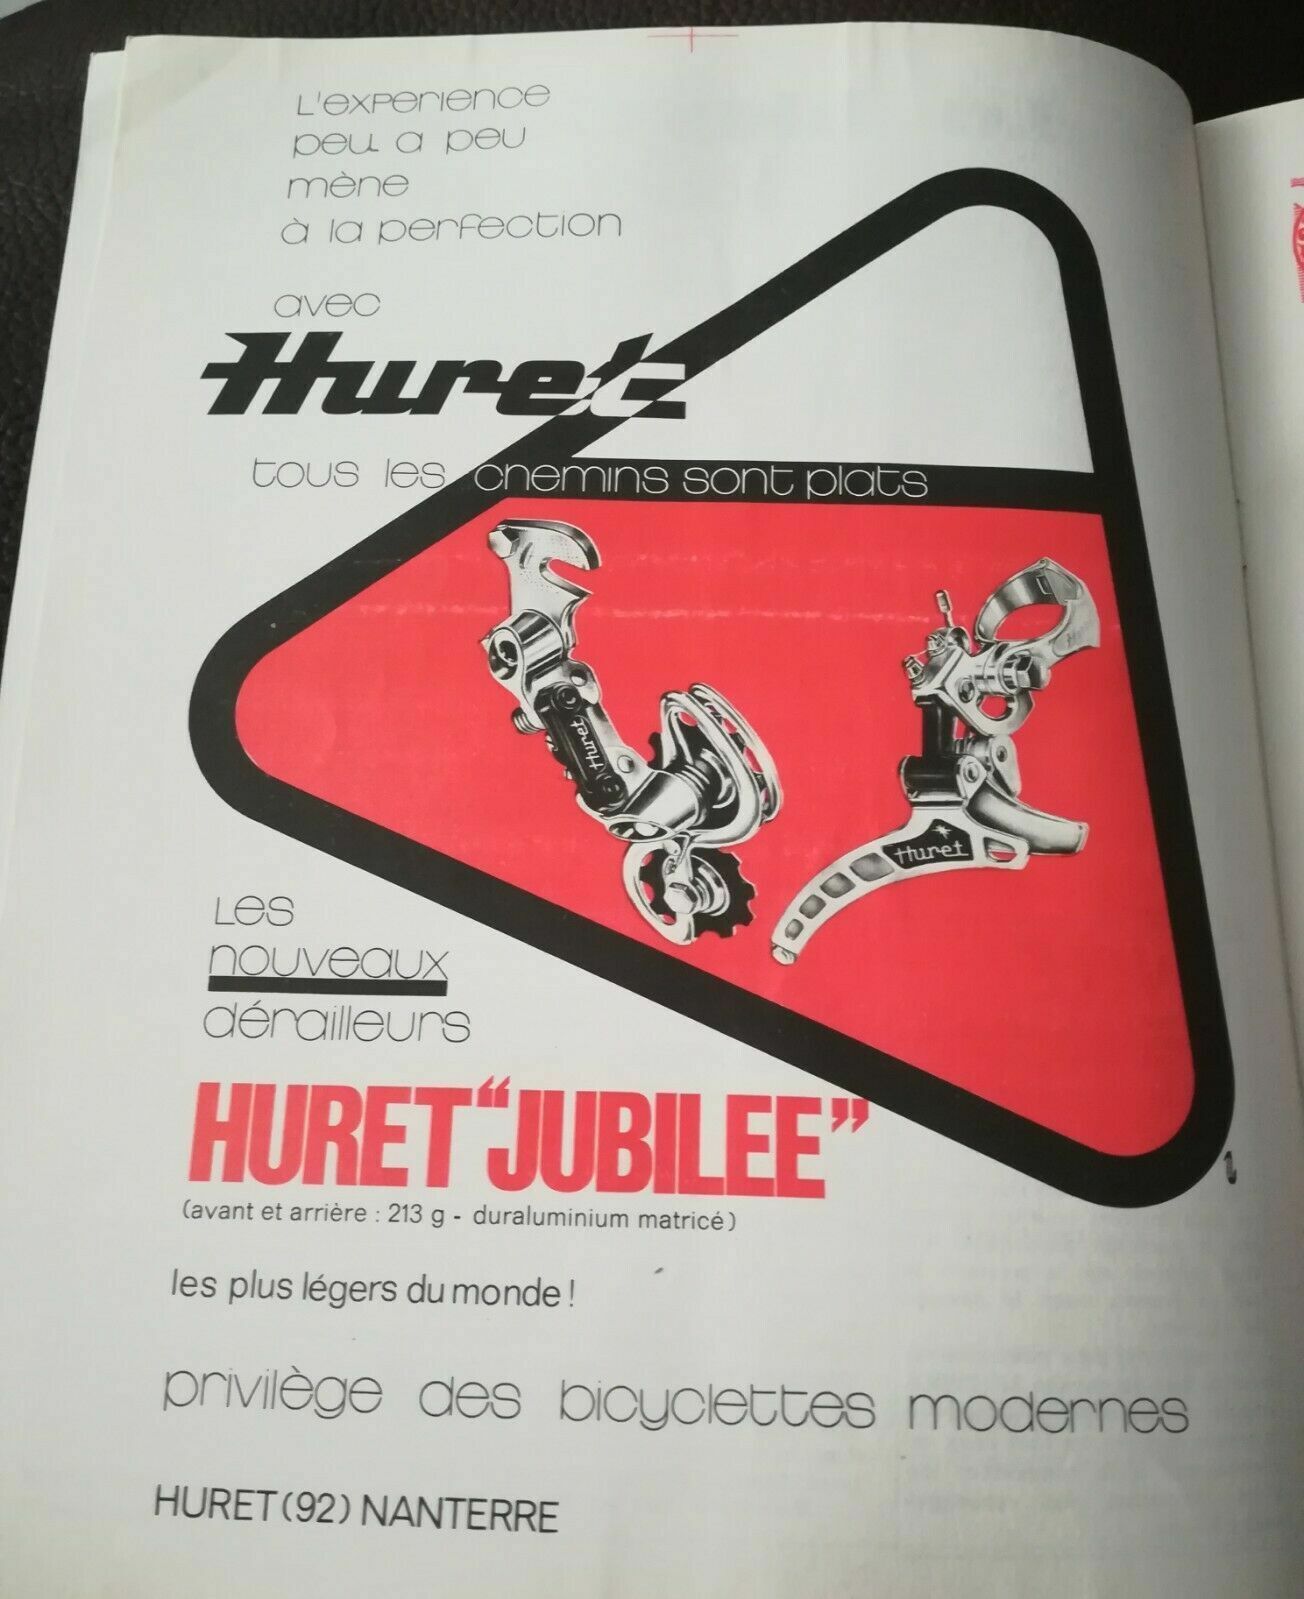 L'experience
peu a peu
mène
à la perfection
avec
Huret
tous les chemins sont plats
Huret
Huret
Les
nouveaux
dérailleurs
HURET "JUBILEE"
(avant et arrière : 213 g - duraluminium matricé)
les plus légers du monde !
privilège des bicyclettes modernes
HURET (92) NANTERRE